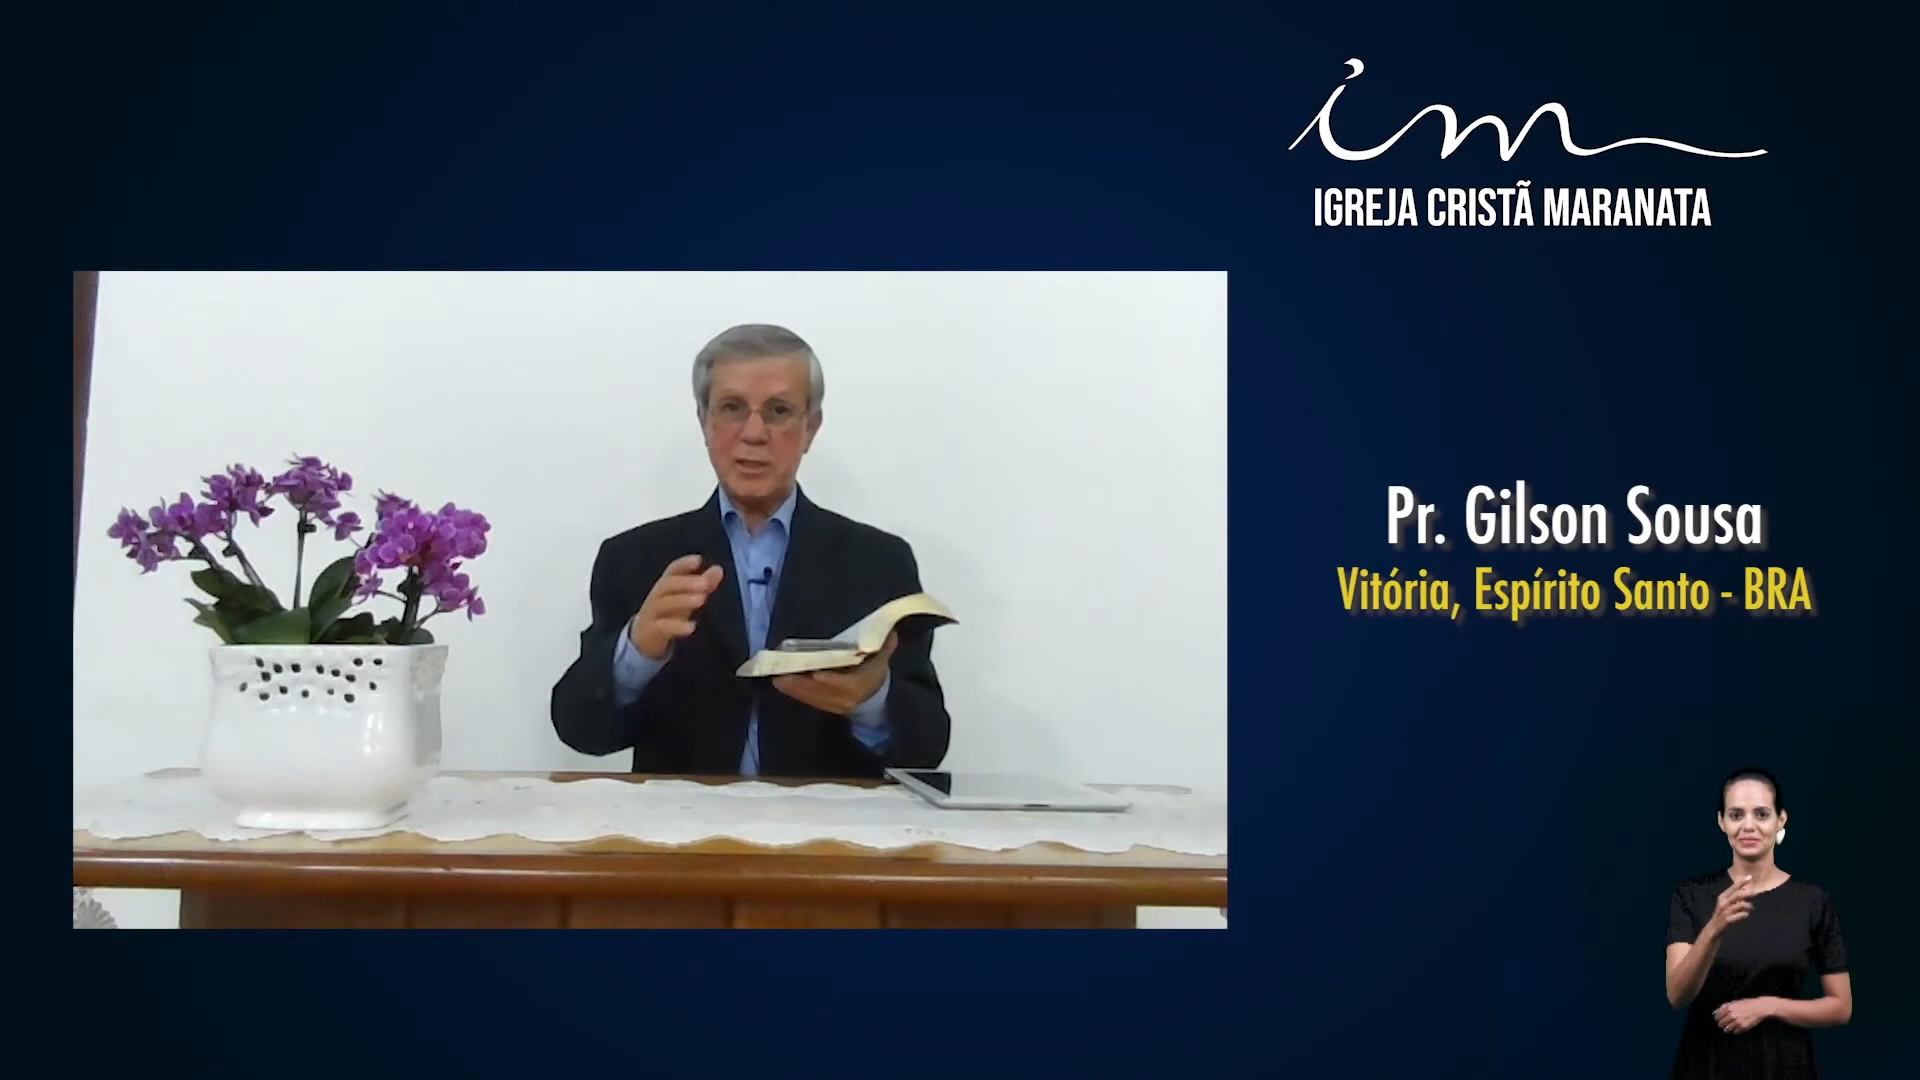 im
IGREJA CRISTÃ MARANATA
Pr. Gilson Sousa
Vitória, Espírito Santo - BRA